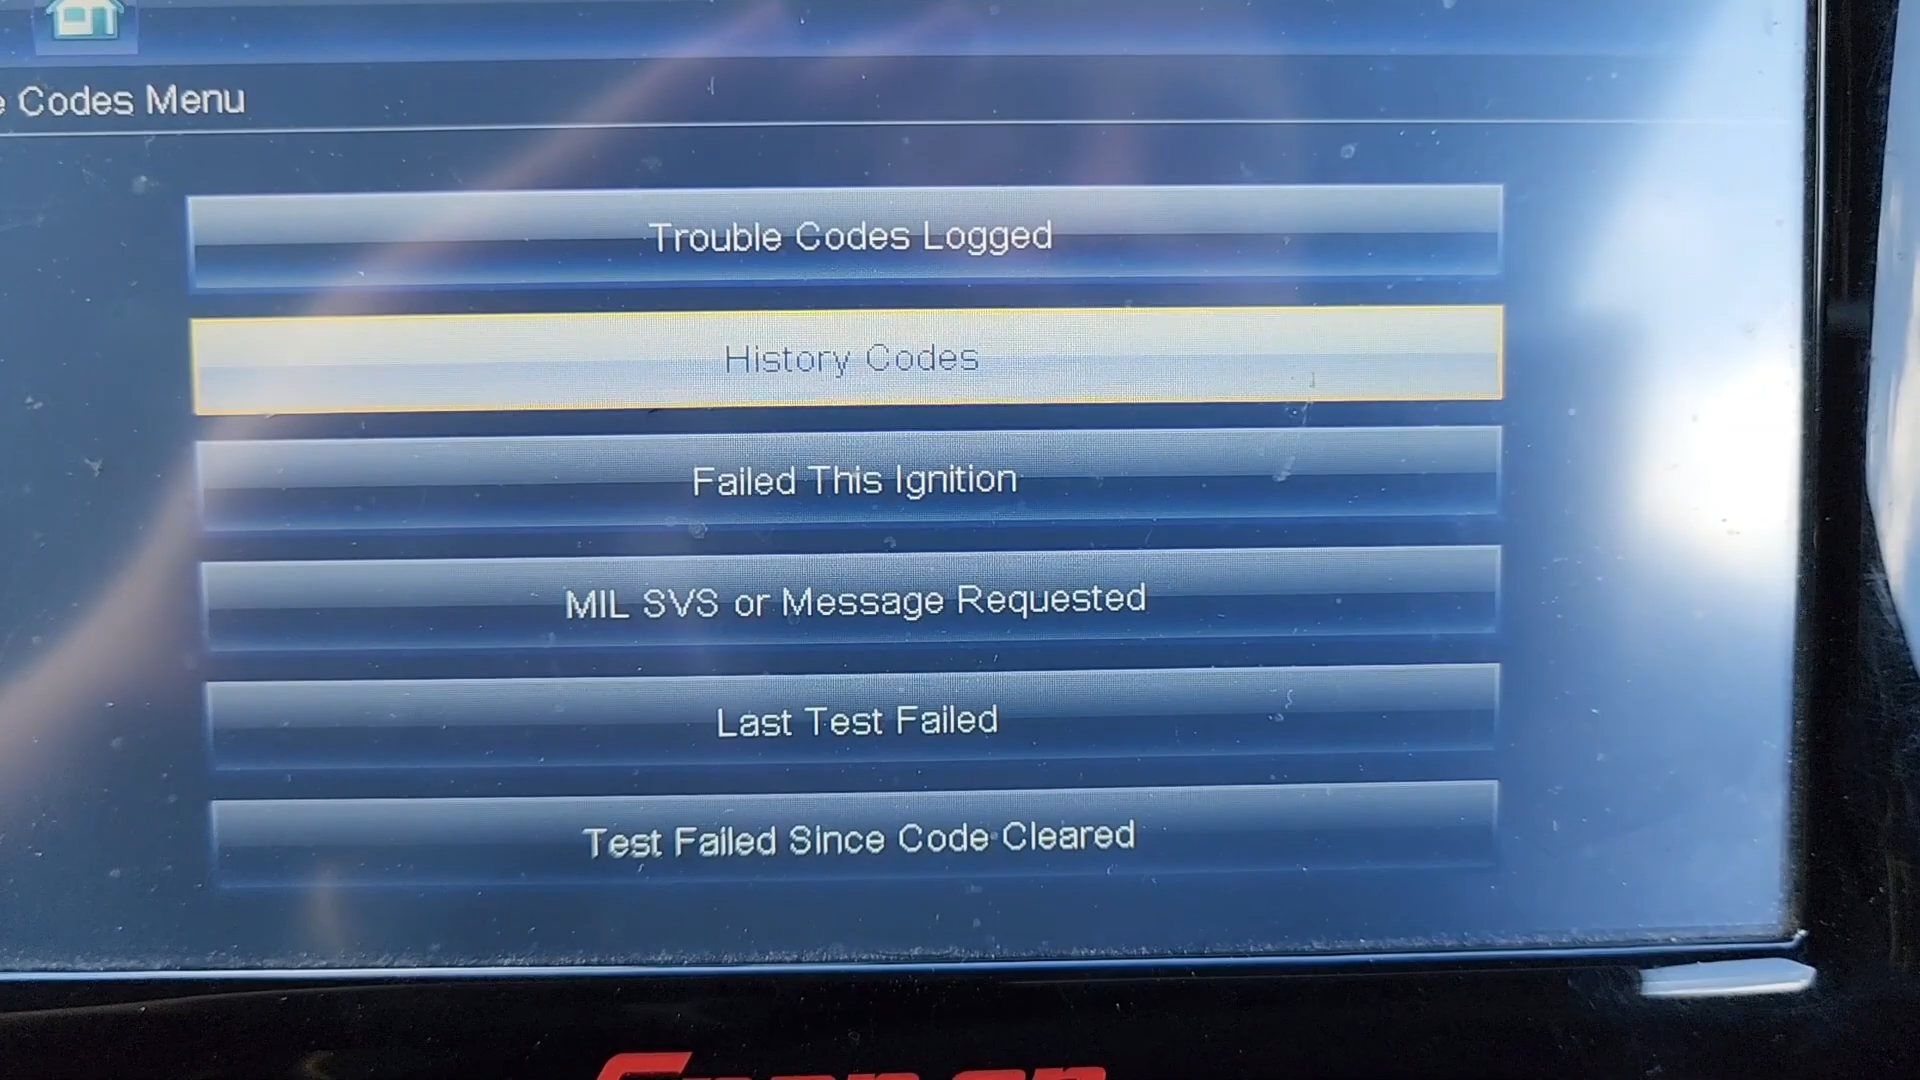 Codes Menu
Trouble Codes Logged
History Codes
Failed This Ignition
MIL SVS or Message Requested
Last Test Failed
Test Failed Since Code Cleared